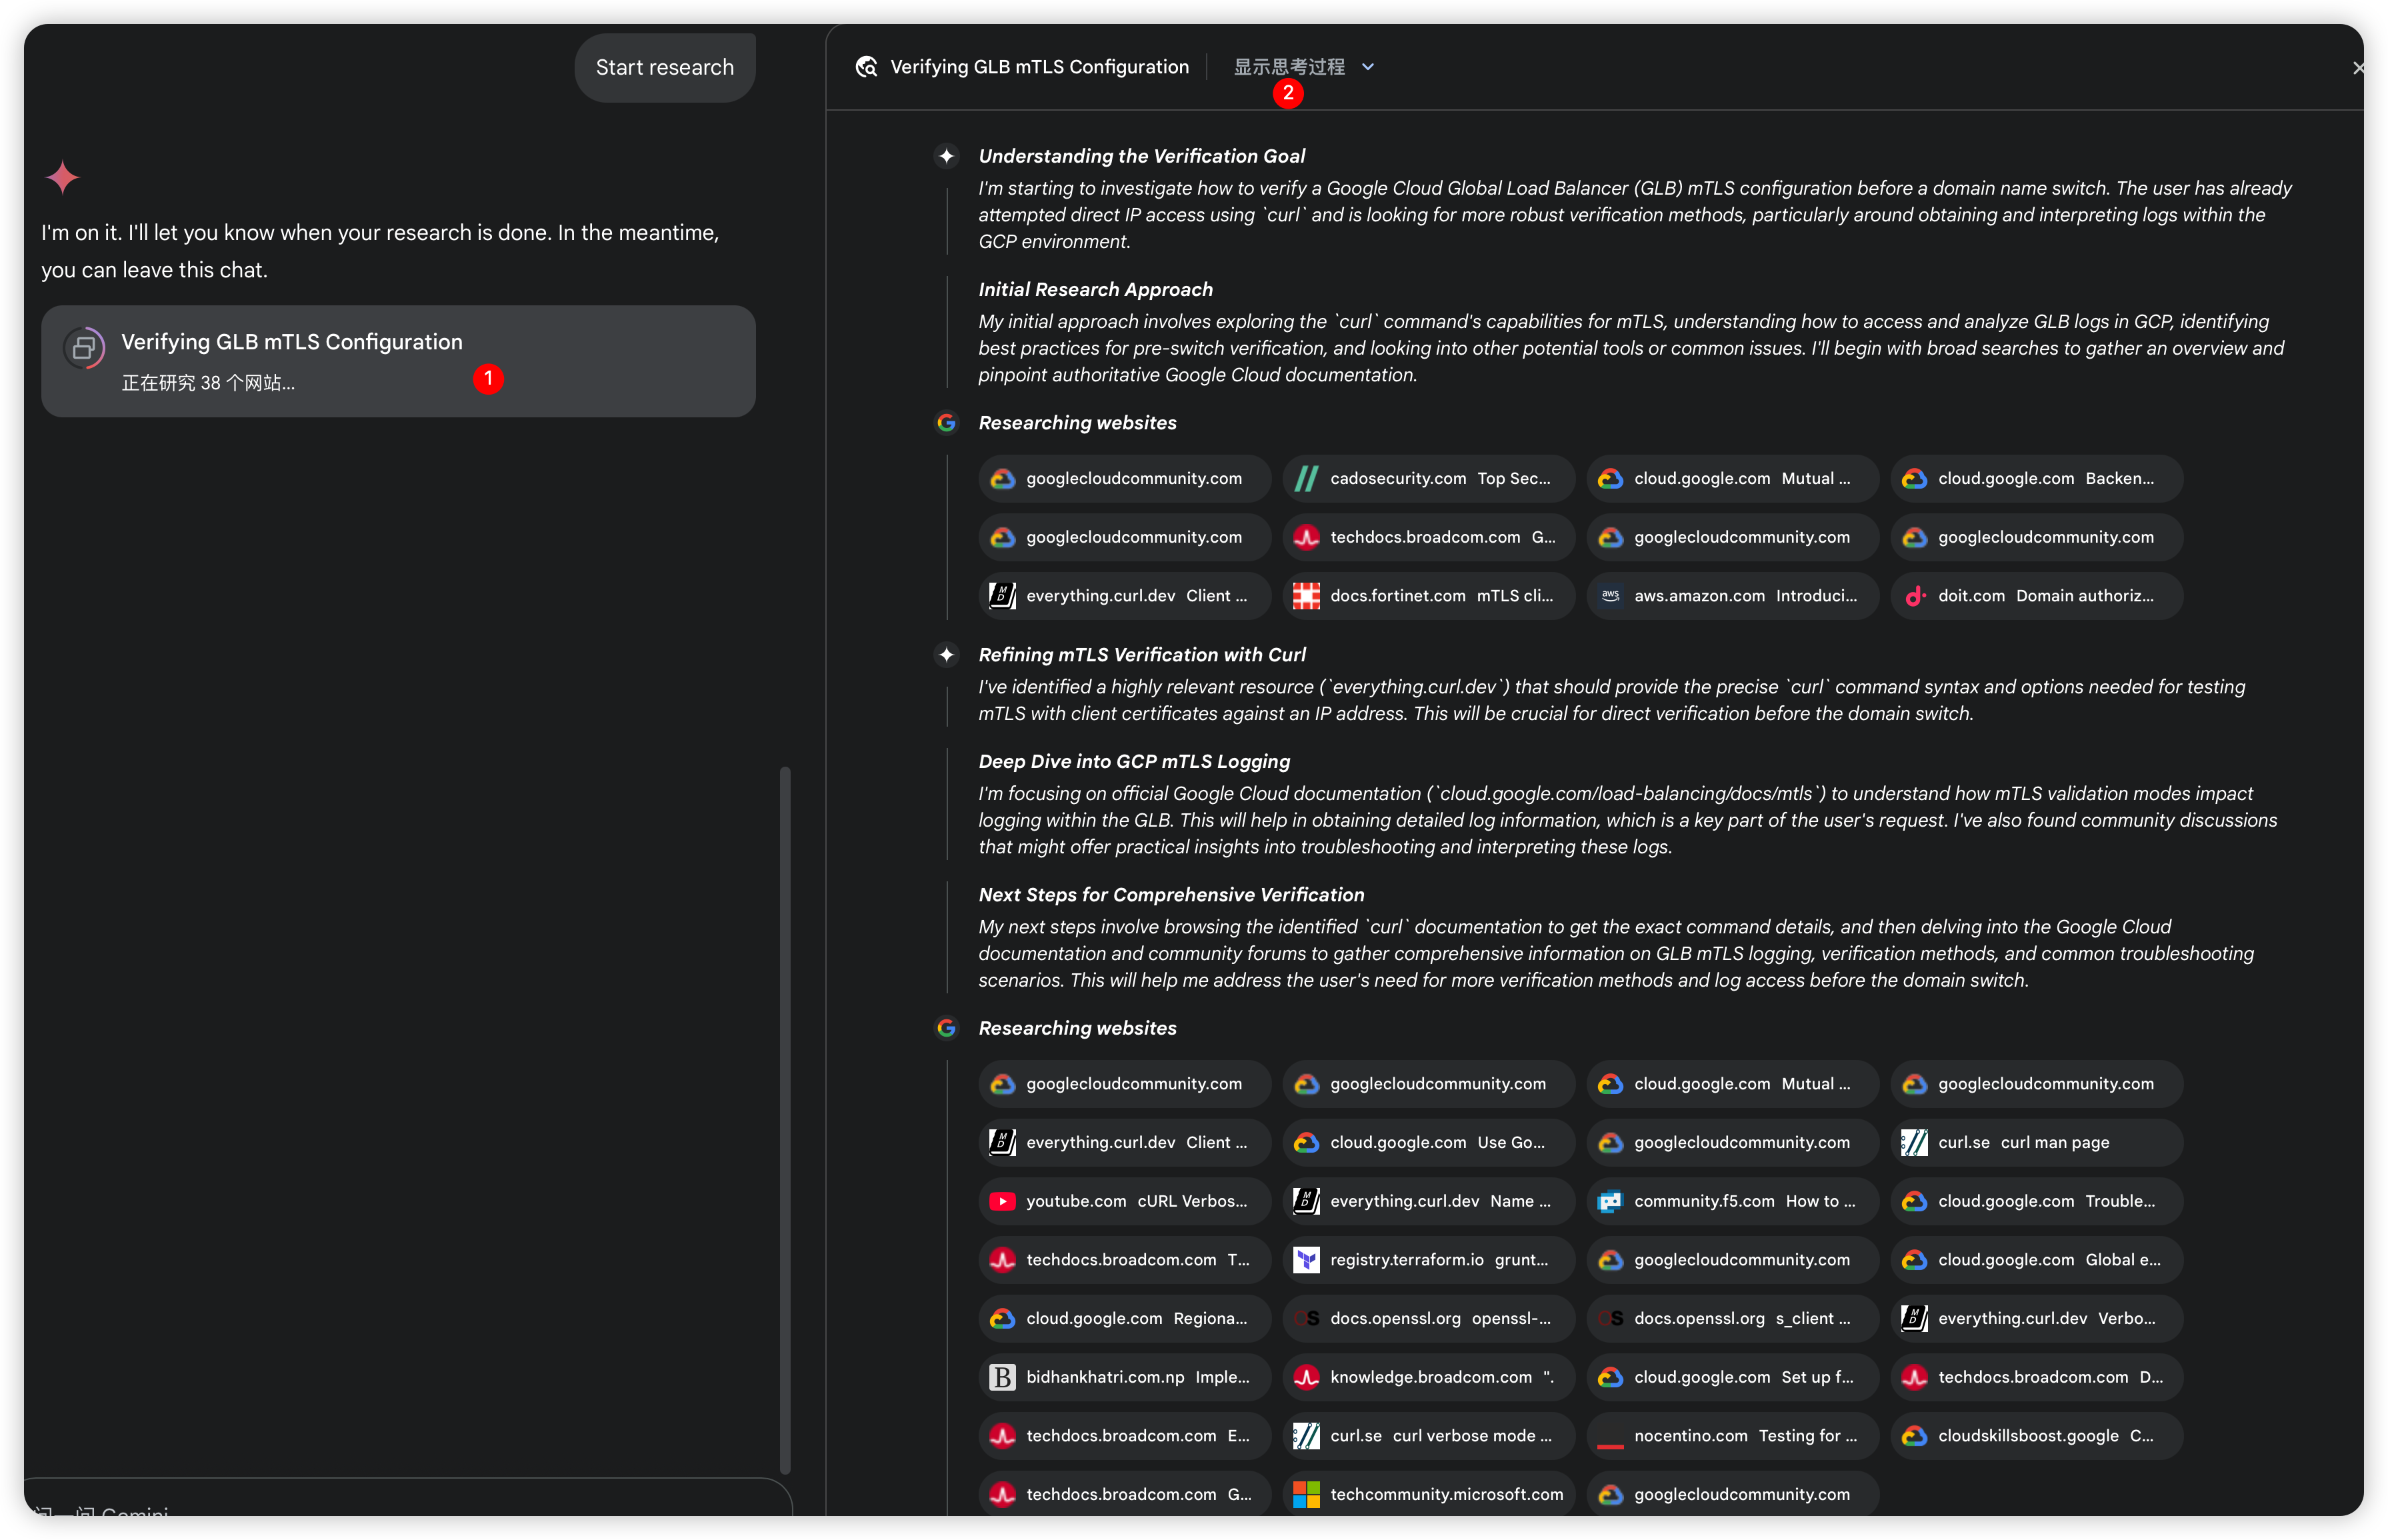 Start research
I'm on it. I'll let you know when your research is done. In the meantime,
you can leave this chat.
Verifying GLB mTLS Configuration
正在研究 38 个网站...
1
Verifying GLB mTLS Configuration
显示思考过程
2
Understanding the Verification Goal
I'm starting to investigate how to verify a Google Cloud Global Load Balancer (GLB) mTLS configuration before a domain name switch. The user has already
attempted direct IP access using `curl` and is looking for more robust verification methods, particularly around obtaining and interpreting logs within the
GCP environment.
Initial Research Approach
My initial approach involves exploring the `curl` command's capabilities for mTLS, understanding how to access and analyze GLB logs in GCP, identifying
best practices for pre-switch verification, and looking into other potential tools or common issues. I'll begin with broad searches to gather an overview and
pinpoint authoritative Google Cloud documentation.
Researching websites
googlecloudcommunity.com
cadosecurity.com Top Sec...
cloud.google.com Mutual ...
cloud.google.com Backen...
googlecloudcommunity.com
techdocs.broadcom.com G...
googlecloudcommunity.com
googlecloudcommunity.com
everything.curl.dev Client ...
docs.fortinet.com mTLS cli...
aws
aws.amazon.com Introduci...
doit.com Domain authoriz...
Refining mTLS Verification with Curl
I've identified a highly relevant resource (`everything.curl.dev`) that should provide the precise `curl` command syntax and options needed for testing
mTLS with client certificates against an IP address. This will be crucial for direct verification before the domain switch.
Deep Dive into GCP mTLS Logging
I'm focusing on official Google Cloud documentation (`cloud.google.com/load-balancing/docs/mtls`) to understand how mTLS validation modes impact
logging within the GLB. This will help in obtaining detailed log information, which is a key part of the user's request. I've also found community discussions
that might offer practical insights into troubleshooting and interpreting these logs.
Next Steps for Comprehensive Verification
My next steps involve browsing the identified `curl` documentation to get the exact command details, and then delving into the Google Cloud
documentation and community forums to gather comprehensive information on GLB mTLS logging, verification methods, and common troubleshooting
scenarios. This will help me address the user's need for more verification methods and log access before the domain switch.
Researching websites
googlecloudcommunity.com
googlecloudcommunity.com
cloud.google.com Mutual ...
googlecloudcommunity.com
everything.curl.dev Client ...
cloud.google.com Use Go...
googlecloudcommunity.com
curl.se curl man page
youtube.com cURL Verbos...
everything.curl.dev Name ...
community.f5.com How to ...
cloud.google.com Trouble...
techdocs.broadcom.com T...
registry.terraform.io grunt...
googlecloudcommunity.com
cloud.google.com Global e...
cloud.google.com Regiona...
docs.openssl.org openssl-...
docs.openssl.org s_client ...
everything.curl.dev Verbo...
bidhankhatri.com.np Imple...
knowledge.broadcom.com ".
cloud.google.com Set up f...
techdocs.broadcom.com D...
techdocs.broadcom.com E...
curl.se curl verbose mode ...
nocentino.com Testing for ...
cloudskillsboost.google C...
techdocs.broadcom.com G...
techcommunity.microsoft.com
googlecloudcommunity.com